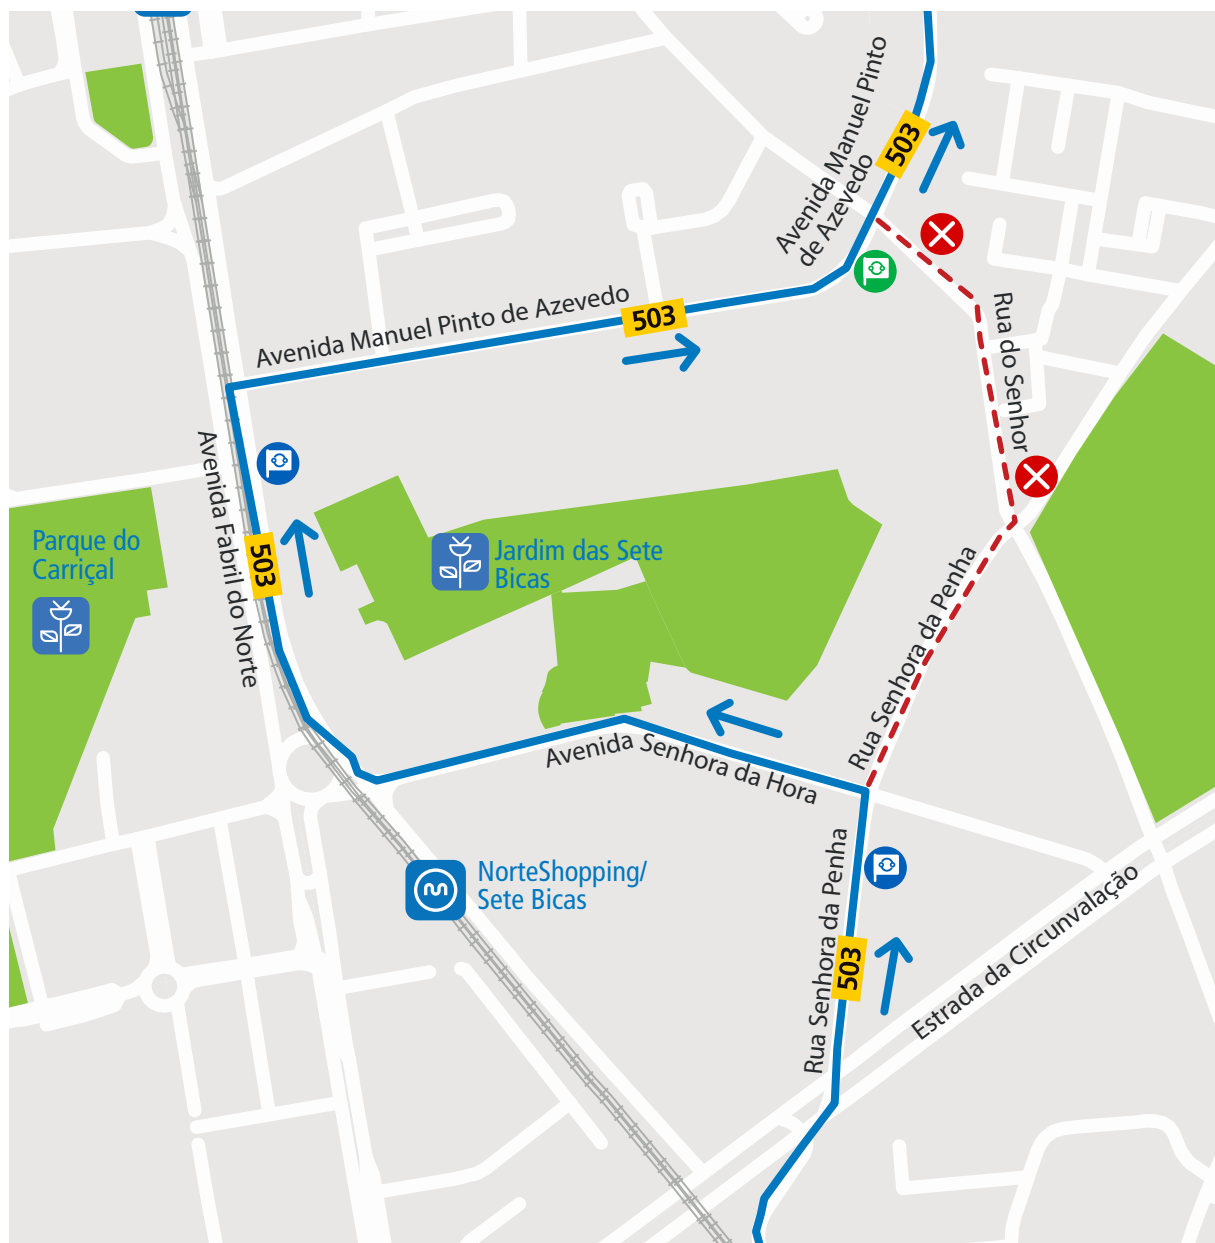 Avenida Manuel Pinto
de Azevedo
503
Avenida Manuel Pinto de Azevedo
503
Rua do Senhor
Avenida Fabril do Norte
503
Parque do
Carriçal
Jardim das Sete
Bicas
Rua Senhora da Penha
Avenida Senhora da Hora
NorteShopping/
Sete Bicas
Rua Senhora da Penha
503
Estrada da Circunvalação